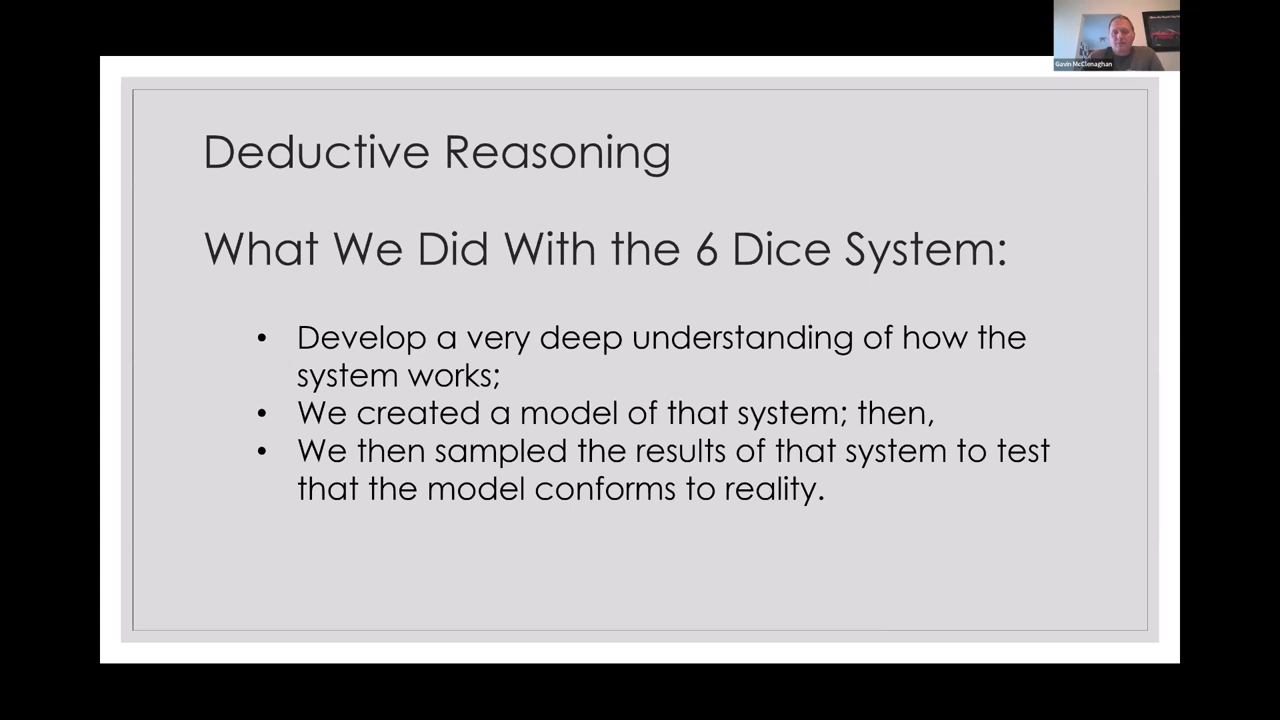 Gavin McClenaghan
Deductive Reasoning
What We Did With the 6 Dice System:
• Develop a very deep understanding of how the
system works;
• We created a model of that system; then,
• We then sampled the results of that system to test
that the model conforms to reality.